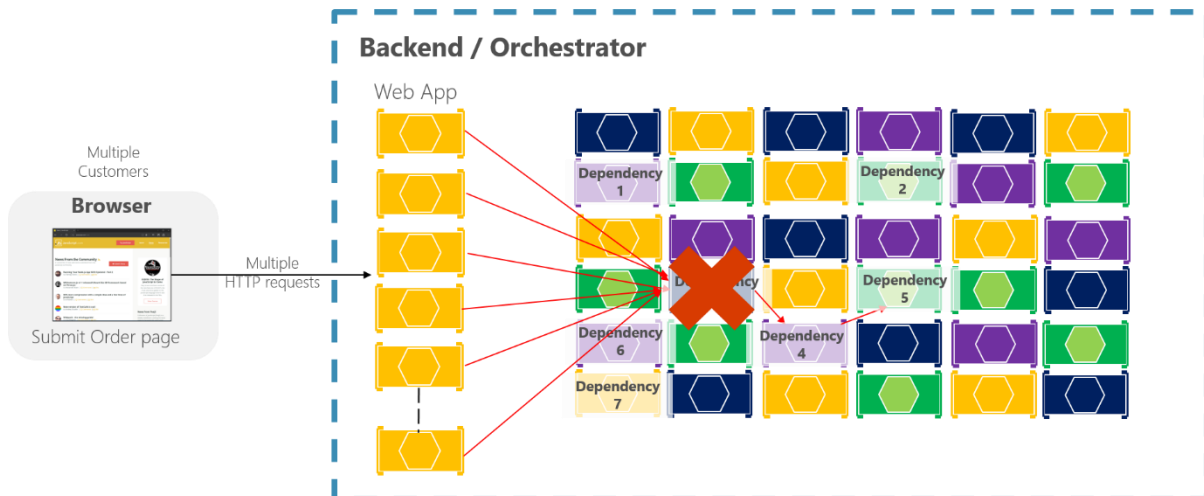 Backend / Orchestrator
Web App
Multiple
Customers
Browser
Submit Order page
Multiple
HTTP requests
Dependency
1
Dependency
2
Dependency
5
Dependency
6
Dependency
4
Dependency
7